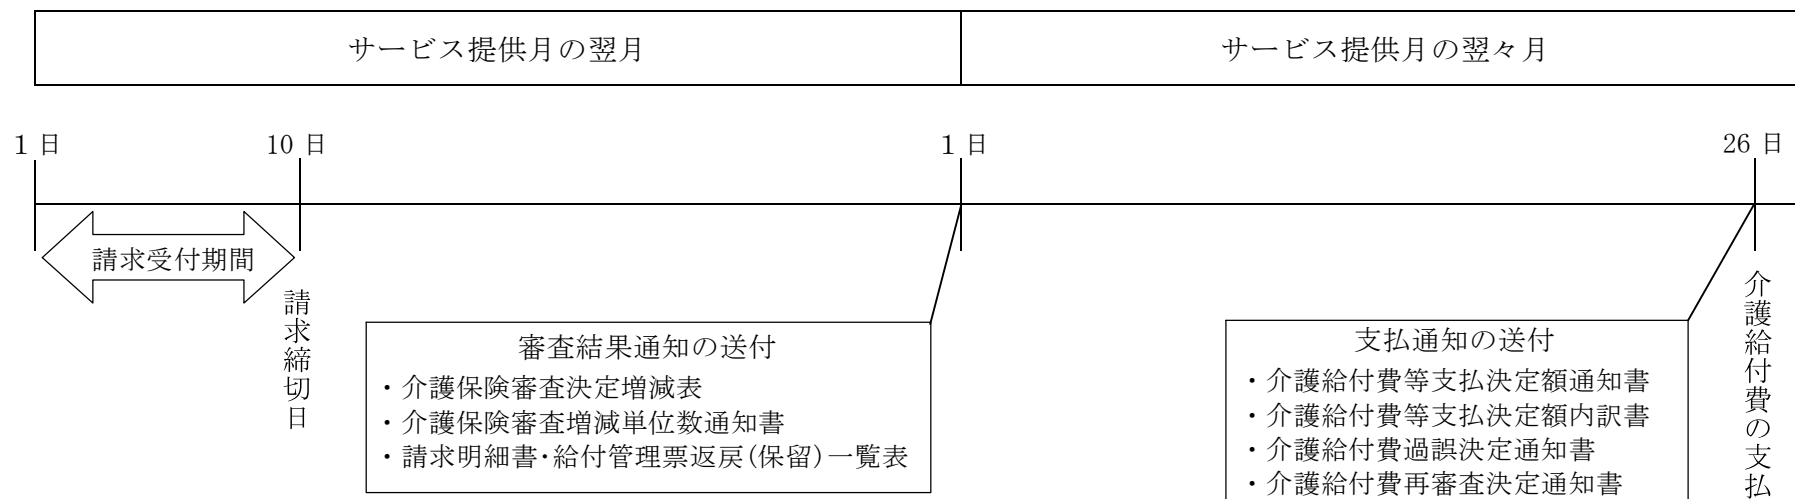 サービス提供月の翌月
サービス提供月の翌々月
1 日
10 日
1 日
26 日
請求受付期間
請求締切日
審査結果通知の送付
・介護保険審査決定増減表
・介護保険審査増減単位数通知書
・請求明細書･給付管理票返戻(保留)一覧表
支払通知の送付
・介護給付費等支払決定額通知書
・介護給付費等支払決定額内訳書
・介護給付費過誤決定通知書
・介護給付費再審査決定通知書
介護給付費の支払